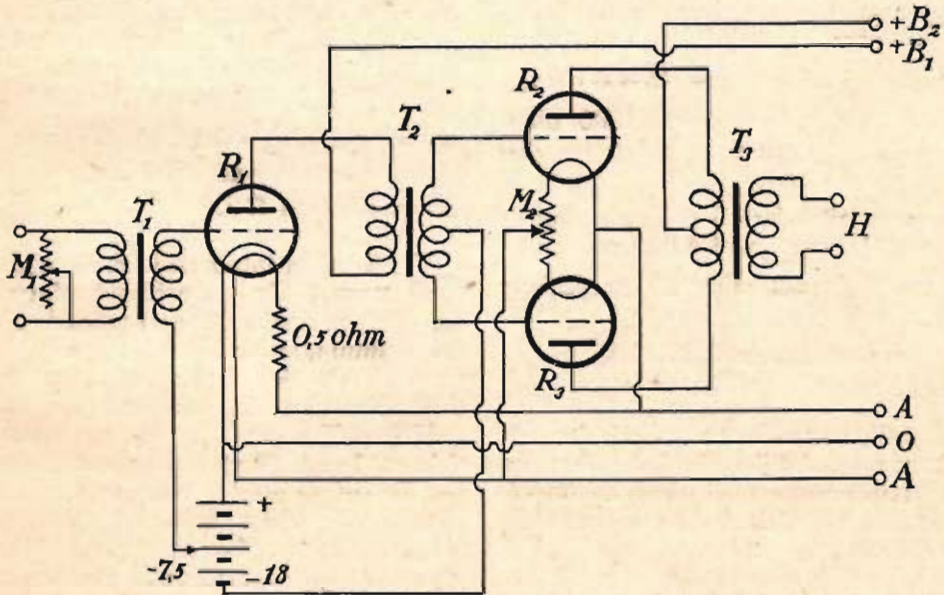 +B₂
+B₁
R₂
T₂
T₃
R₁
T₁
M₂
H
M₁
0,5 ohm
R₃
A
O
A
+
-7,5
-18